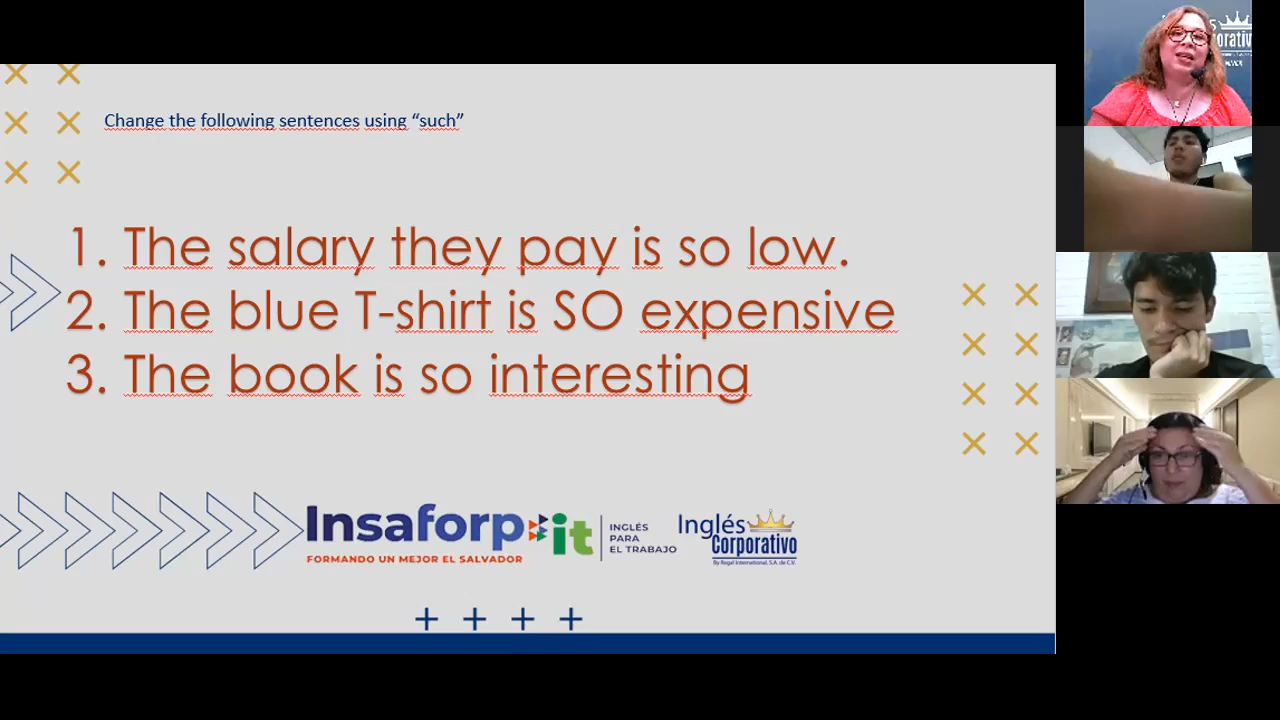 Change the following sentences using “such”
1. The salary they pay is so low.
2. The blue T-shirt is SO expensive
3. The book is so interesting
Insaforp
FORMANDO UN MEJOR EL SALVADOR
it
INGLÉS
PARA
EL TRABAJO
Inglés
Corporativo
By Regal International, S.A. de C.V.